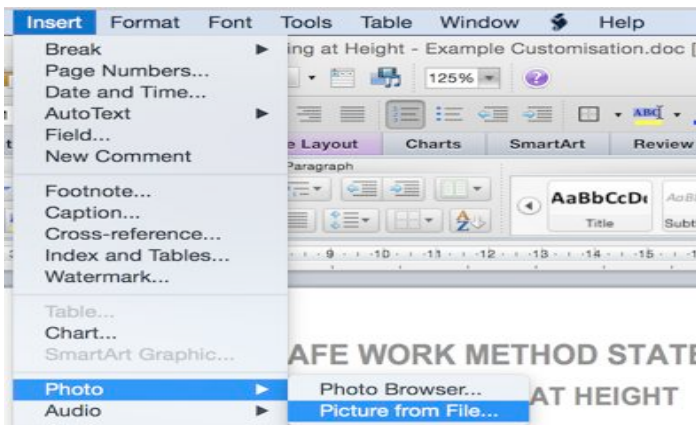 Insert Format Font Tools Table Window Help
Break
ing at Height - Example Customisation.doc [
Page Numbers...
125%
Date and Time...
AutoText
ABC
Field...
e Layout Charts SmartArt Review
New Comment
Paragraph
Footnote...
AaBbCcD
Caption...
Title Subt
Cross-reference...
Index and Tables...
9 10 11 12 13 14 15
Watermark...
Table...
Chart...
SmartArt Graphic...
AFE WORK METHOD STATE
Photo
Photo Browser...
AT HEIGHT
Audio
Picture from File...